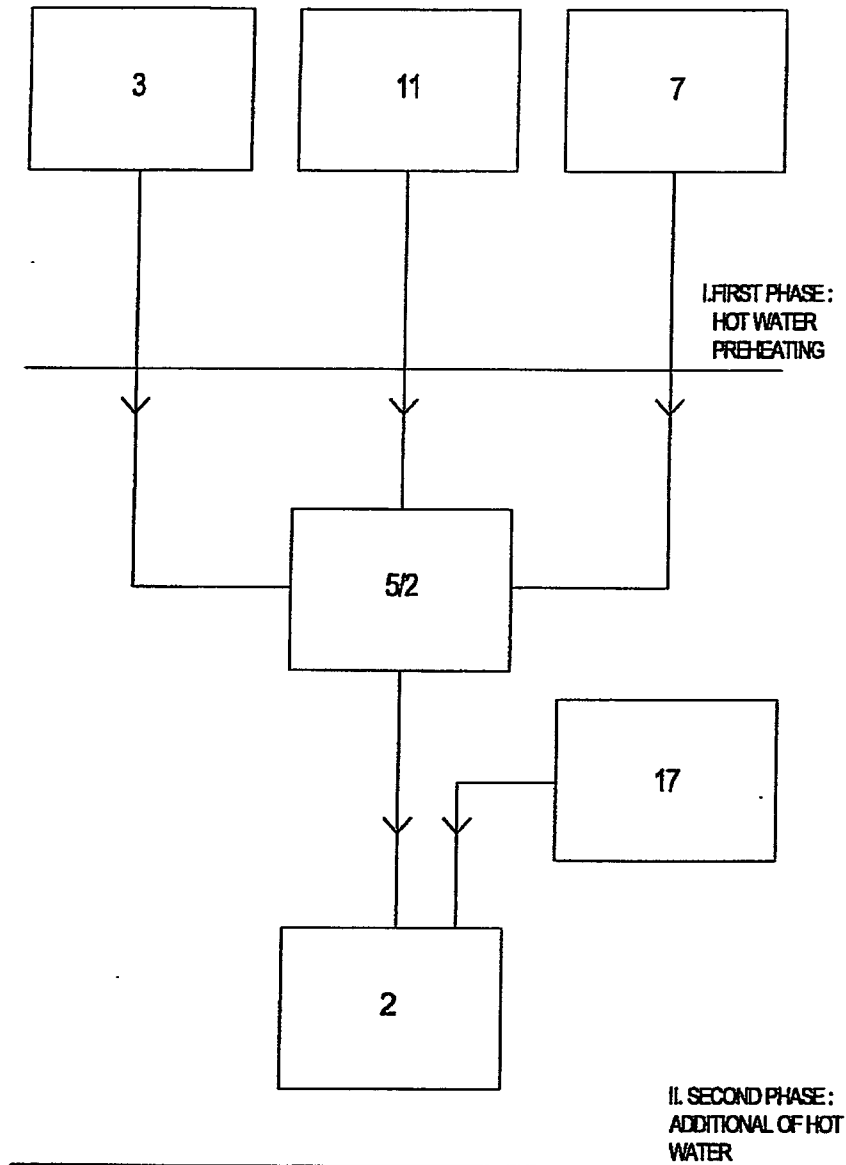 3
11
7
I.FIRST PHASE :
HOT WATER
PREHEATING
5/2
17
2
II. SECOND PHASE :
ADDITIONAL OF HOT
WATER